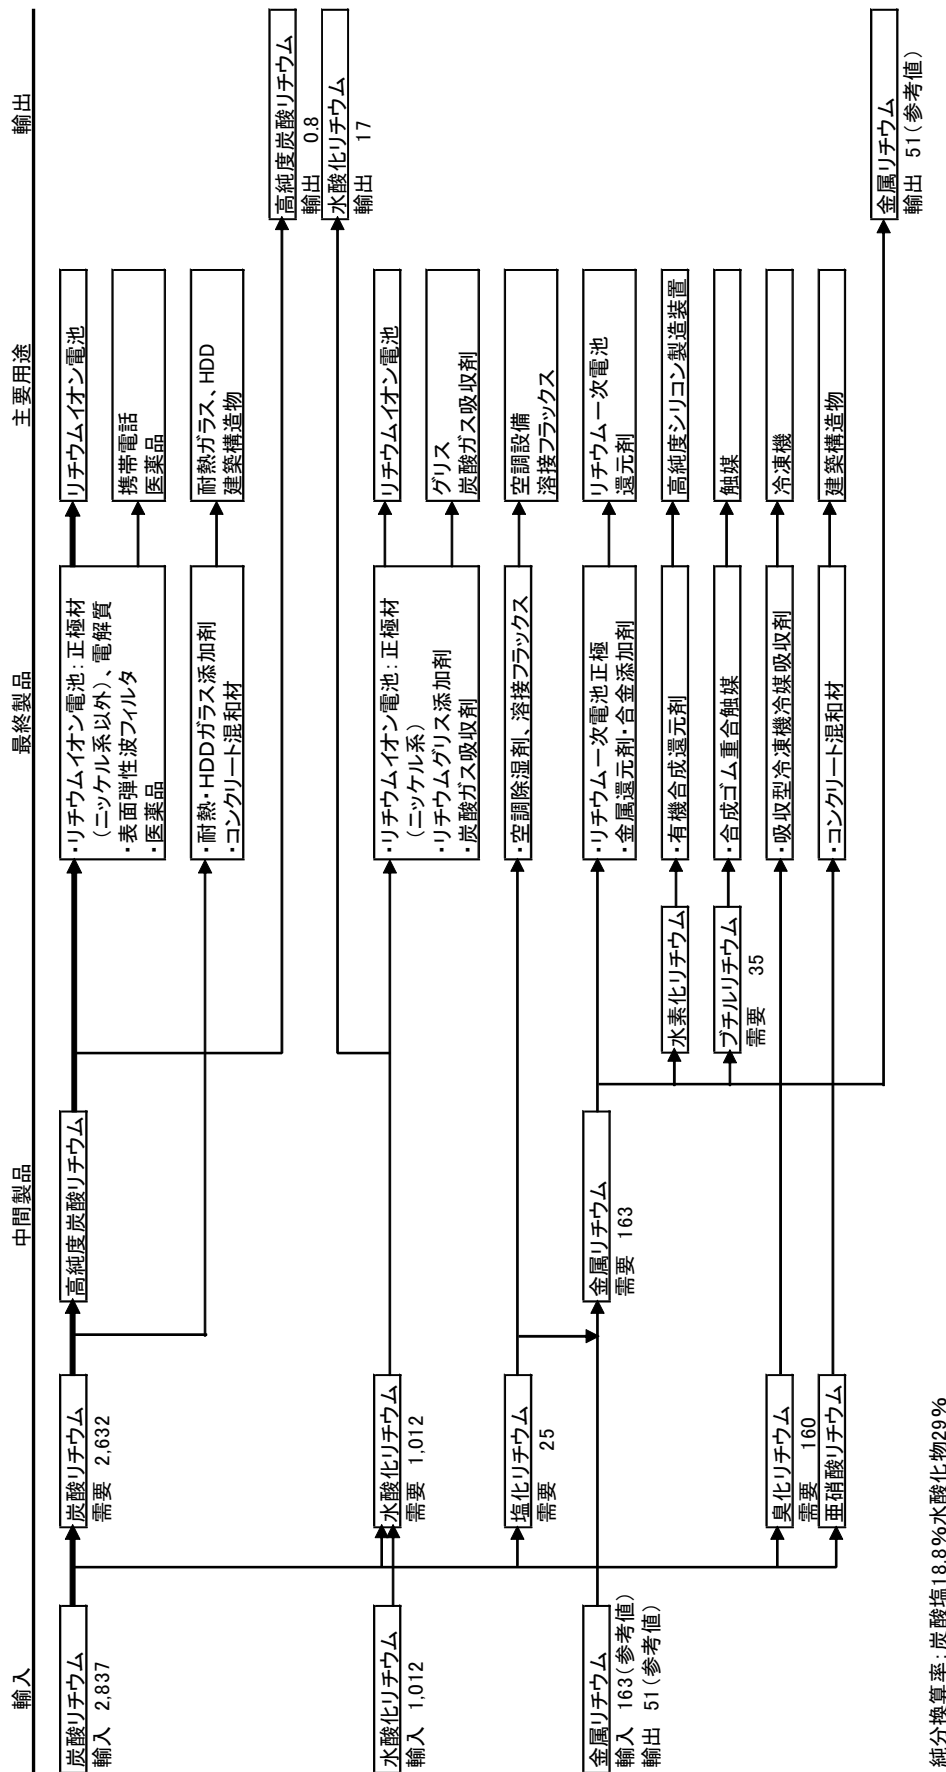 輸入
中間製品
最終製品
主要用途
輸出
炭酸リチウム
輸入 2,837
水酸化リチウム
輸入 1,012
金属リチウム
輸入 163(参考値)
輸出 51(参考値)
炭酸リチウム
需要 2,632
水酸化リチウム
需要 1,012
塩化リチウム
需要 25
臭化リチウム
需要 160
亜硝酸リチウム
高純度炭酸リチウム
金属リチウム
需要 163
水素化リチウム
ブチルリチウム
需要 35
・リチウムイオン電池:正極材
(ニッケル系以外)、電解質
・表面弾性波フィルタ
・医薬品
・耐熱・HDDガラス添加剤
・コンクリート混和材
・リチウムイオン電池:正極材
(ニッケル系)
・リチウムグリス添加剤
・炭酸ガス吸収剤
・空調除湿剤、溶接フラックス
・リチウム一次電池正極
・金属還元剤・合金添加剤
・有機合成還元剤
・合成ゴム重合触媒
・吸収型冷凍機冷媒吸収剤
・コンクリート混和材
リチウムイオン電池
携帯電話
医薬品
耐熱ガラス、HDD
建築構造物
リチウムイオン電池
グリス
炭酸ガス吸収剤
空調設備
溶接フラックス
リチウム一次電池
還元剤
高純度シリコン製造装置
触媒
冷凍機
建築構造物
高純度炭酸リチウム
輸出 0.8
水酸化リチウム
輸出 17
金属リチウム
輸出 51(参考値)
純分換算率:炭酸塩18.8%水酸化物29%